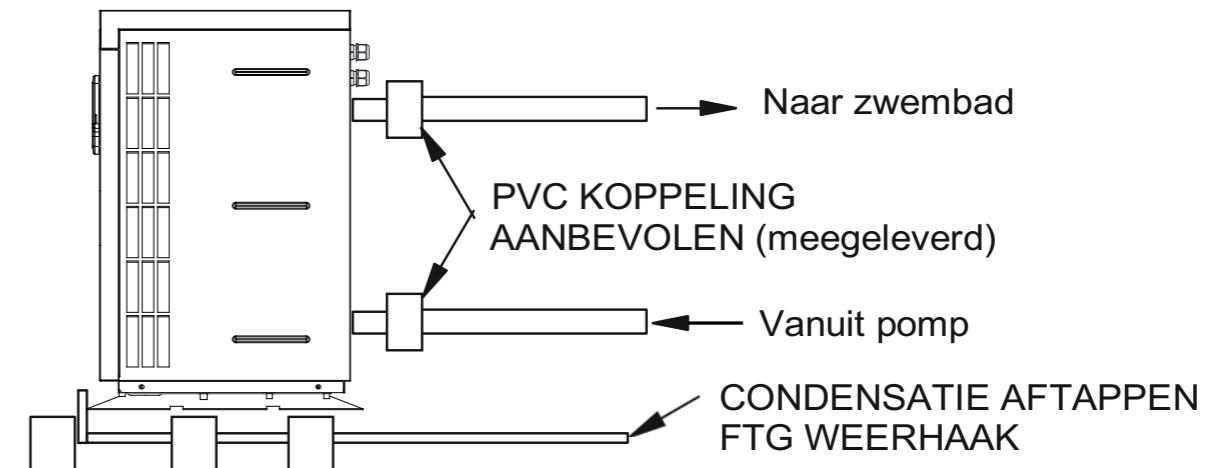 Naar zwembad
PVC KOPPELING
AANBEVOLEN (meegeleverd)
Vanuit pomp
CONDENSATIE AFTAPPEN
FTG WEERHAAK